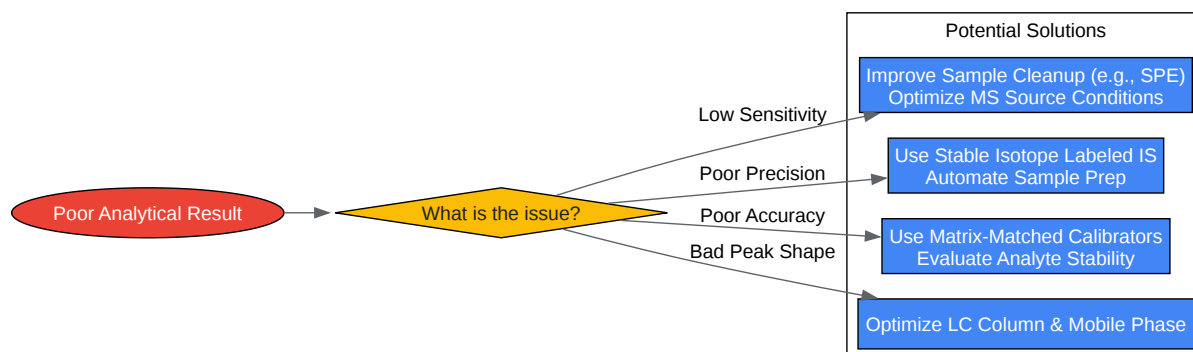 Potential Solutions
Improve Sample Cleanup (e.g., SPE)
Optimize MS Source Conditions
Low Sensitivity
Use Stable Isotope Labeled IS
Automate Sample Prep
Poor Precision
Poor Analytical Result
What is the issue?
Poor Accuracy
Use Matrix-Matched Calibrators
Evaluate Analyte Stability
Bad Peak Shape
Optimize LC Column & Mobile Phase